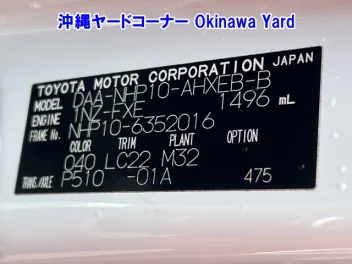 沖縄ヤードコーナー Okinawa Yard
TOYOTA MOTOR CORPORATION JAPAN
MODEL DAA-NHP10-AHXEB-B
ENGINE 1NZ-FXE 1496 mL
FRAME No. NHP10-6352016
COLOR TRIM PLANT OPTION
040 LC22 M32
TRANS./AXLE P510 -01A 475